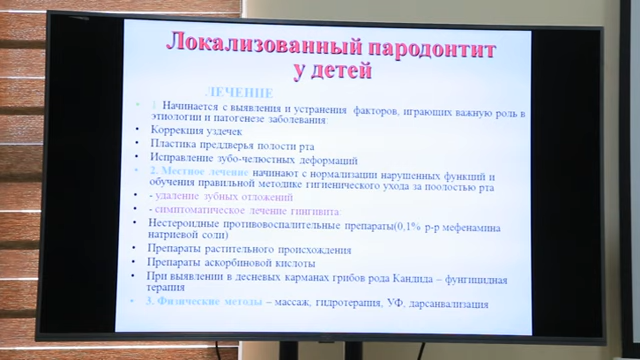 Локализованный пародонтит
у детей
ЛЕЧЕНИЕ
• 1. Начинается с выявления и устранения факторов, играющих важную роль в
этиологии и патогенезе заболевания:
• Коррекция уздечек
• Пластика преддверья полости рта
• Исправление зубо-челюстных деформаций
• 2. Местное лечение начинают с нормализации нарушенных функций и
обучения правильной методике гигиенического ухода за поолостью рта
• - удаление зубных отложений
• - симптоматическое лечение гингивита:
• Нестероидные противовоспалительные препараты(0,1% р-р мефенамина
натриевой соли)
• Препараты растительного происхождения
• Препараты аскорбиновой кислоты
• При выявлении в десневых карманах грибов рода Кандида – фунгицидная
терапия
• 3. Физические методы – массаж, гидротерапия, УФ, дарсанвализация